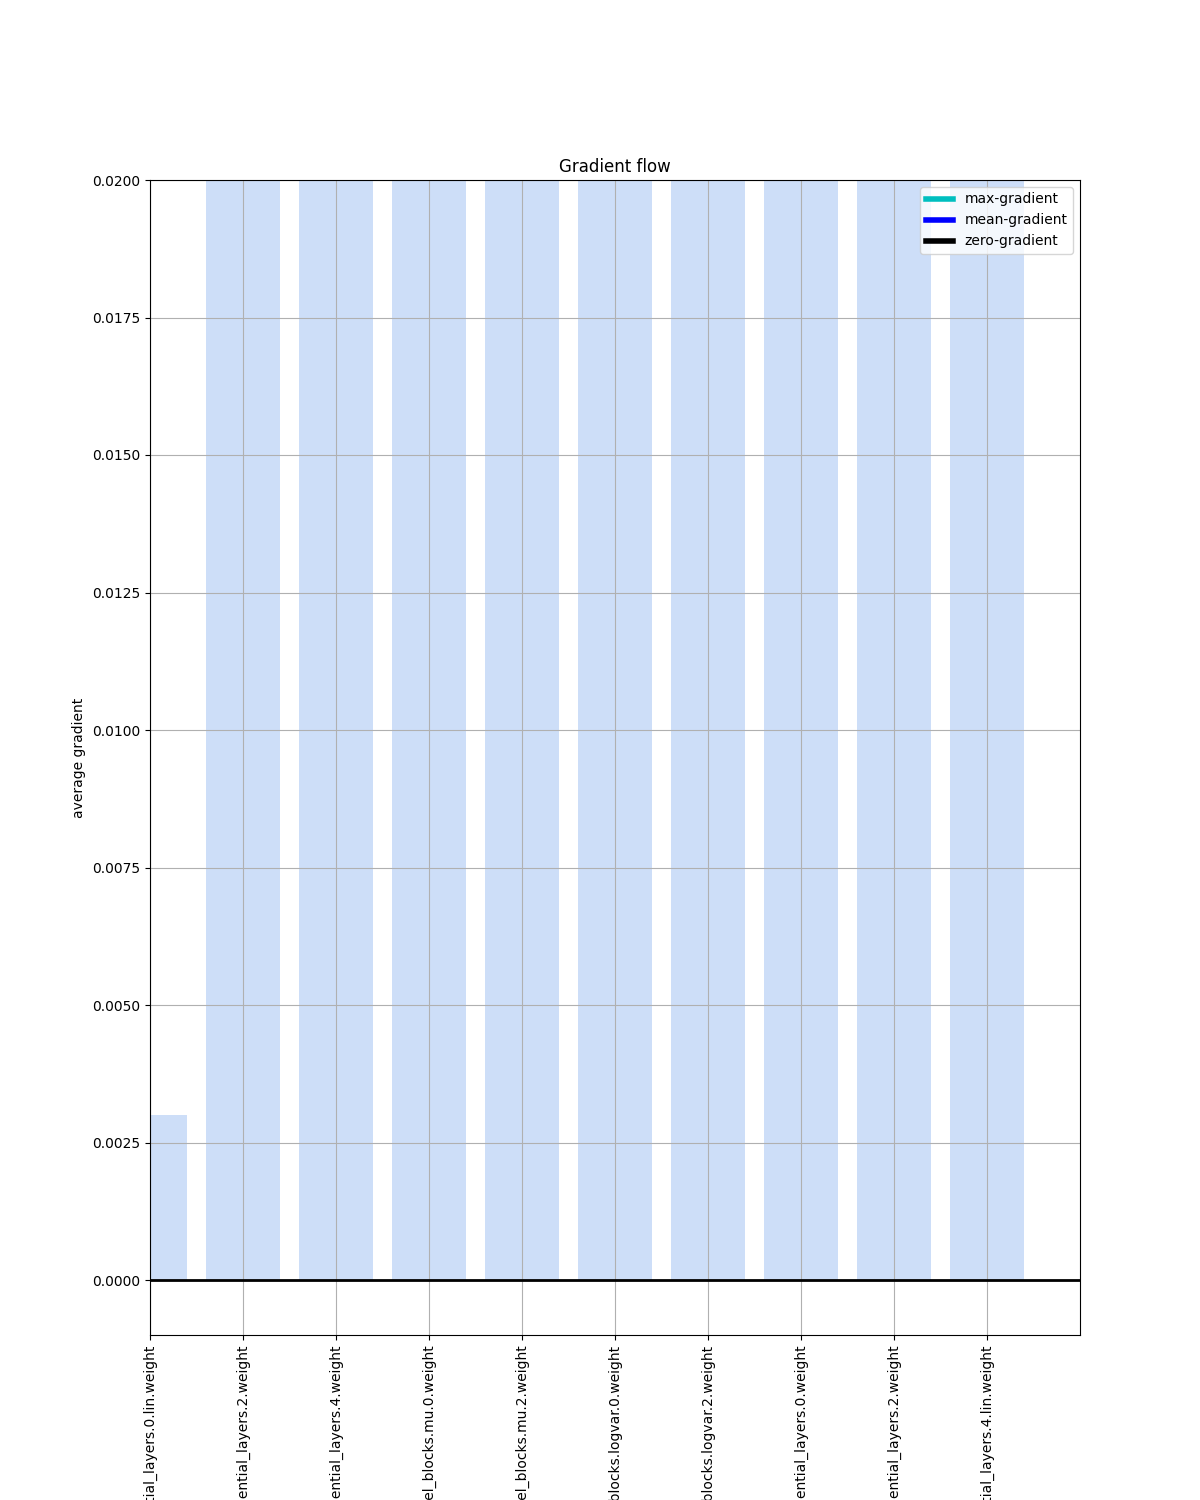 Gradient flow
max-gradient
mean-gradient
zero-gradient
0.0200
0.0175
0.0150
0.0125
0.0100
0.0075
0.0050
0.0025
0.0000
average gradient
tial_layers.0.lin.weight
ential_layers.2.weight
ential_layers.4.weight
el_blocks.mu.0.weight
el_blocks.mu.2.weight
blocks.logvar.0.weight
blocks.logvar.2.weight
ential_layers.0.weight
ential_layers.2.weight
tial_layers.4.lin.weight